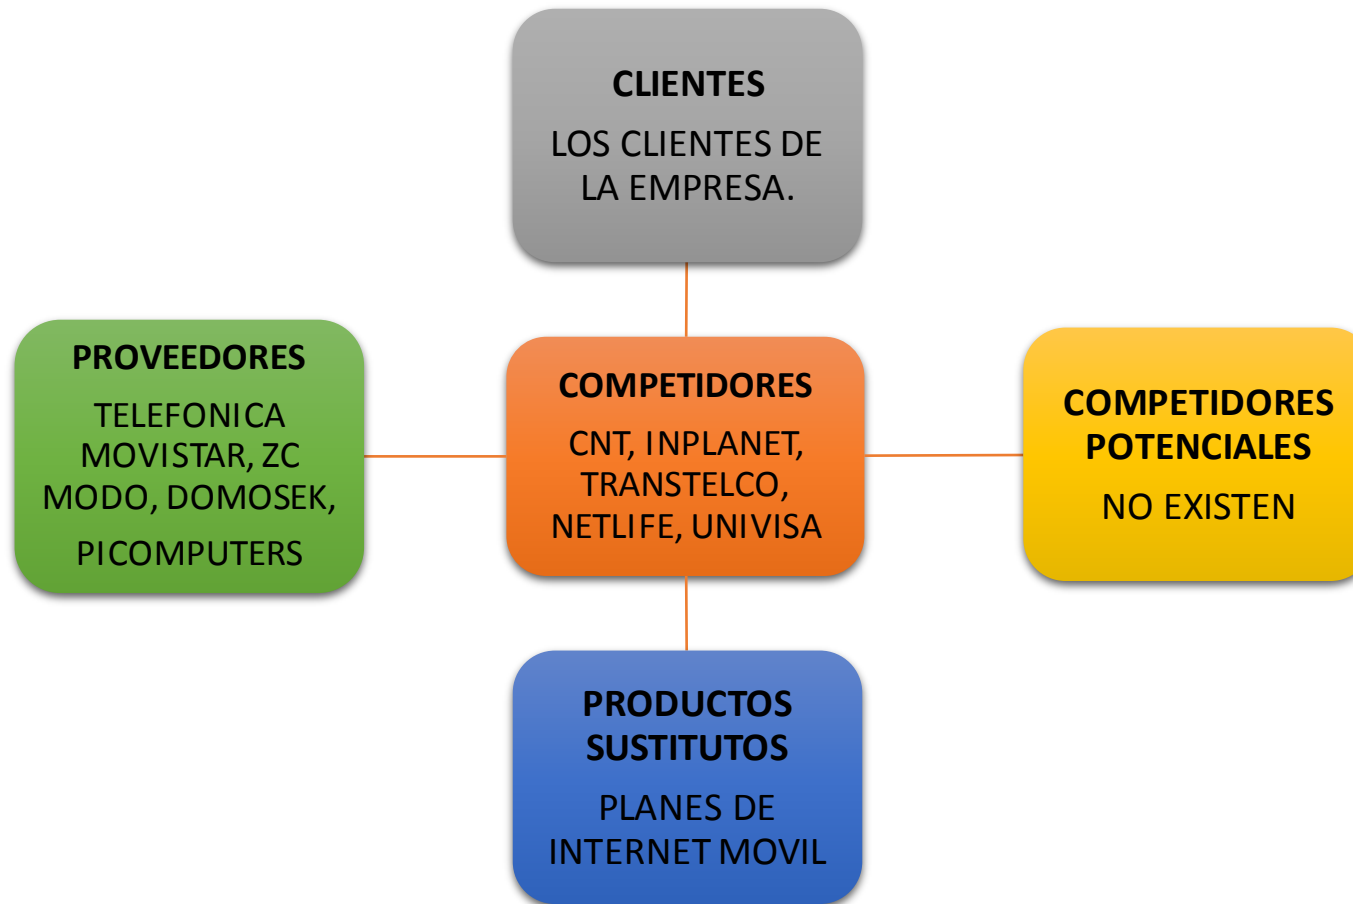 CLIENTES
LOS CLIENTES DE
LA EMPRESA.
PROVEEDORES
TELEFONICA
MOVISTAR, ZC
MODO, DOMOSEK,
PICOMPUTERS
COMPETIDORES
CNT, INPLANET,
TRANSTELCO,
NETLIFE, UNIVISA
COMPETIDORES
POTENCIALES
NO EXISTEN
PRODUCTOS
SUSTITUTOS
PLANES DE
INTERNET MOVIL